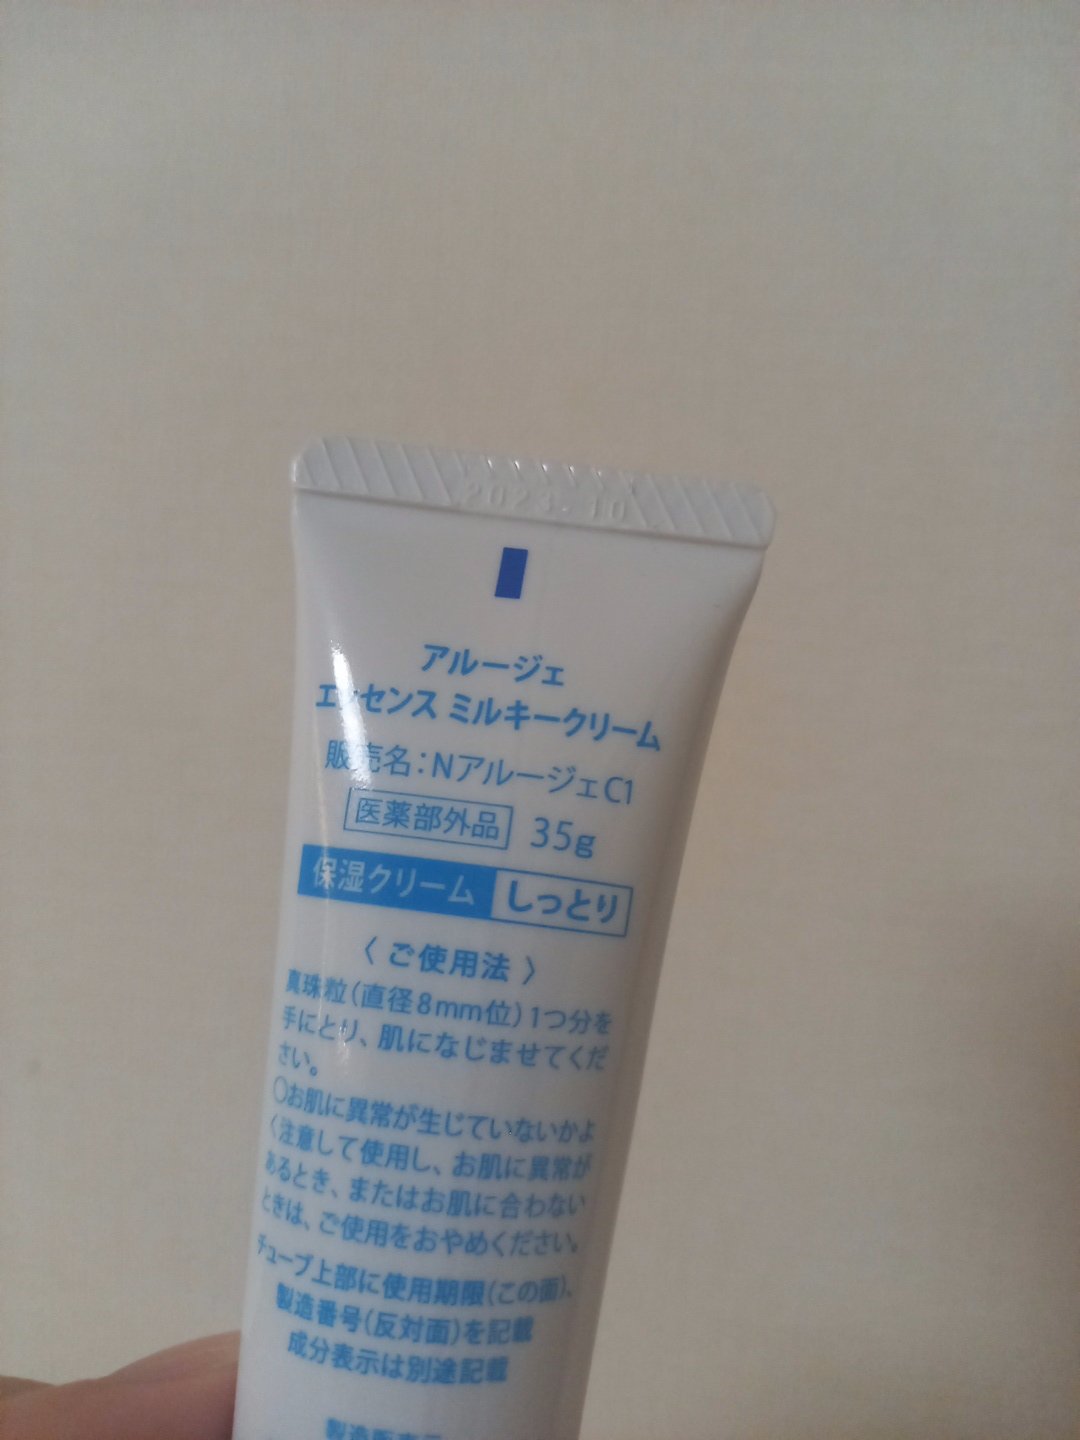 2023.10
アルージェ
エッセンス ミルキークリーム
販売名：NアルージェC1
医薬部外品 35g
保湿クリーム しっとり
〈 ご使用法 〉
真珠粒（直径8mm位）1つ分を
手にとり、肌になじませてくだ
さい。
○お肌に異常が生じていないかよ
く注意して使用し、お肌に異常が
あるとき、またはお肌に合わない
ときは、ご使用をおやめください。
チューブ上部に使用期限（この面）、
製造番号（反対面）を記載
成分表示は別途記載